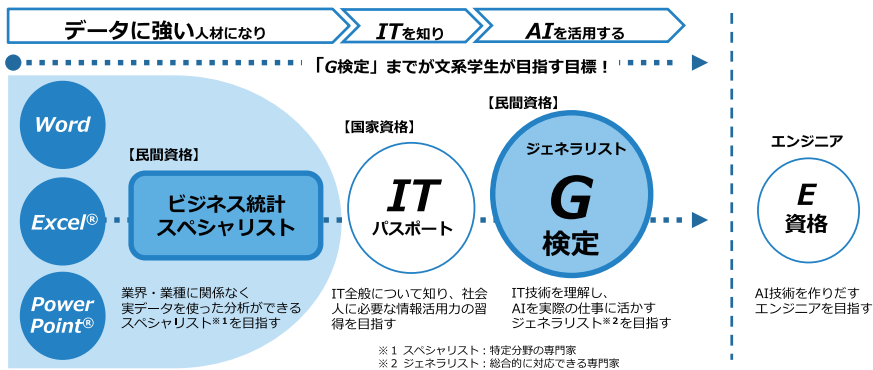 データに強い人材になり
ITを知り
AIを活用する
「G検定」までが文系学生が目指す目標！
Word
Excel®
Power
Point®
【民間資格】
ビジネス統計
スペシャリスト
業界・業種に関係なく
実データを使った分析ができる
スペシャリスト※1を目指す
【国家資格】
IT
パスポート
IT全般について知り、社会
人に必要な情報活用力の習
得を目指す
【民間資格】
ジェネラリスト
G
検定
IT技術を理解し、
AIを実際の仕事に活かす
ジェネラリスト※2を目指す
エンジニア
E
資格
AI技術を作りだす
エンジニアを目指す
※1 スペシャリスト：特定分野の専門家
※2 ジェネラリスト：総合的に対応できる専門家